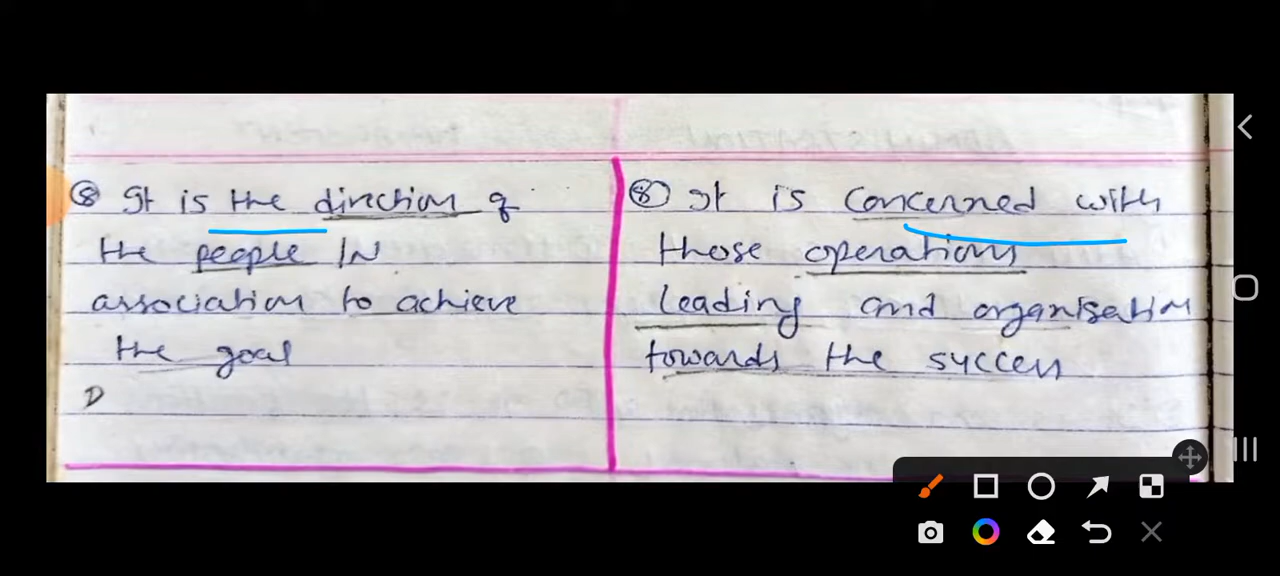 ⑧ It is the direction of
the people IN
association to achieve
the goal
D
⑧ It is concerned with
those operations
leading and organisation
towards the success